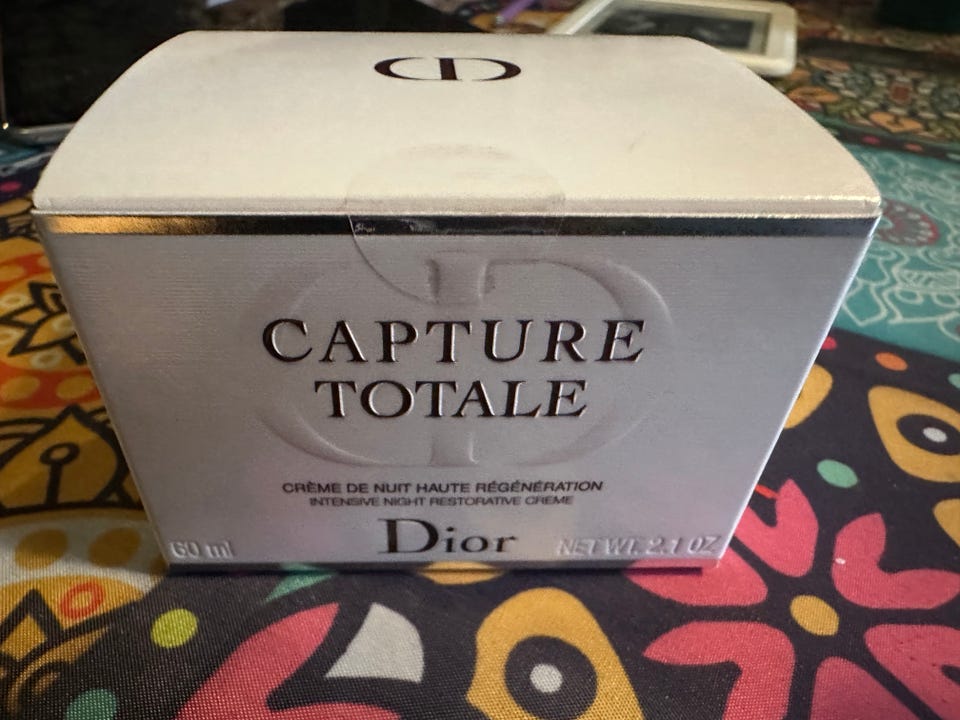 CD
CAPTURE
TOTALE
CRÈME DE NUIT HAUTE RÉGÉNÉRATION
INTENSIVE NIGHT RESTORATIVE CREME
Dior
60 ml
NET WT. 2.1 OZ